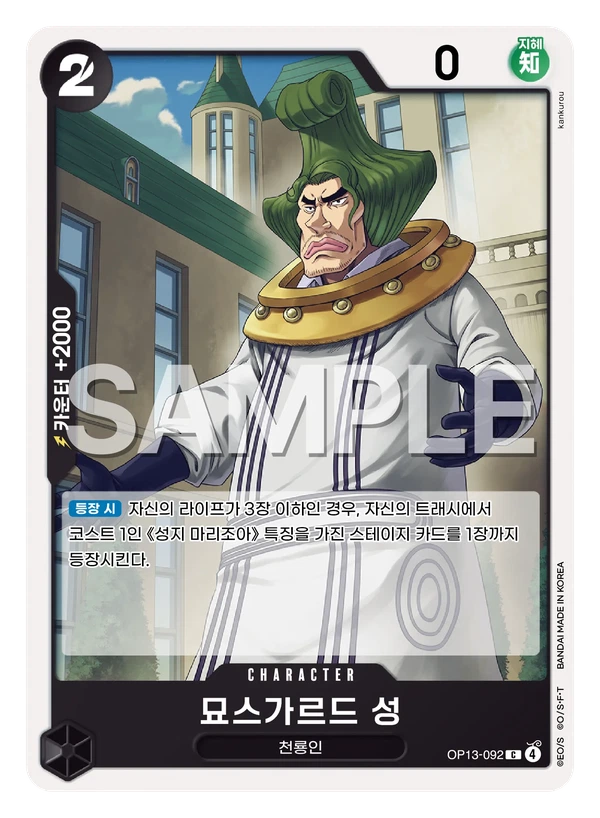 2
0
지혜
知
kankurou
카운터 +2000
SAMPLE
등장 시 자신의 라이프가 3장 이하인 경우, 자신의 트래시에서
코스트 1인 《성지 마리조아》 특징을 가진 스테이지 카드를 1장까지
등장시킨다.
CHARACTER
묘스가르드 성
천룡인
OP13-092 C 4
©EO/S ©O/S·F·T BANDAI MADE IN KOREA